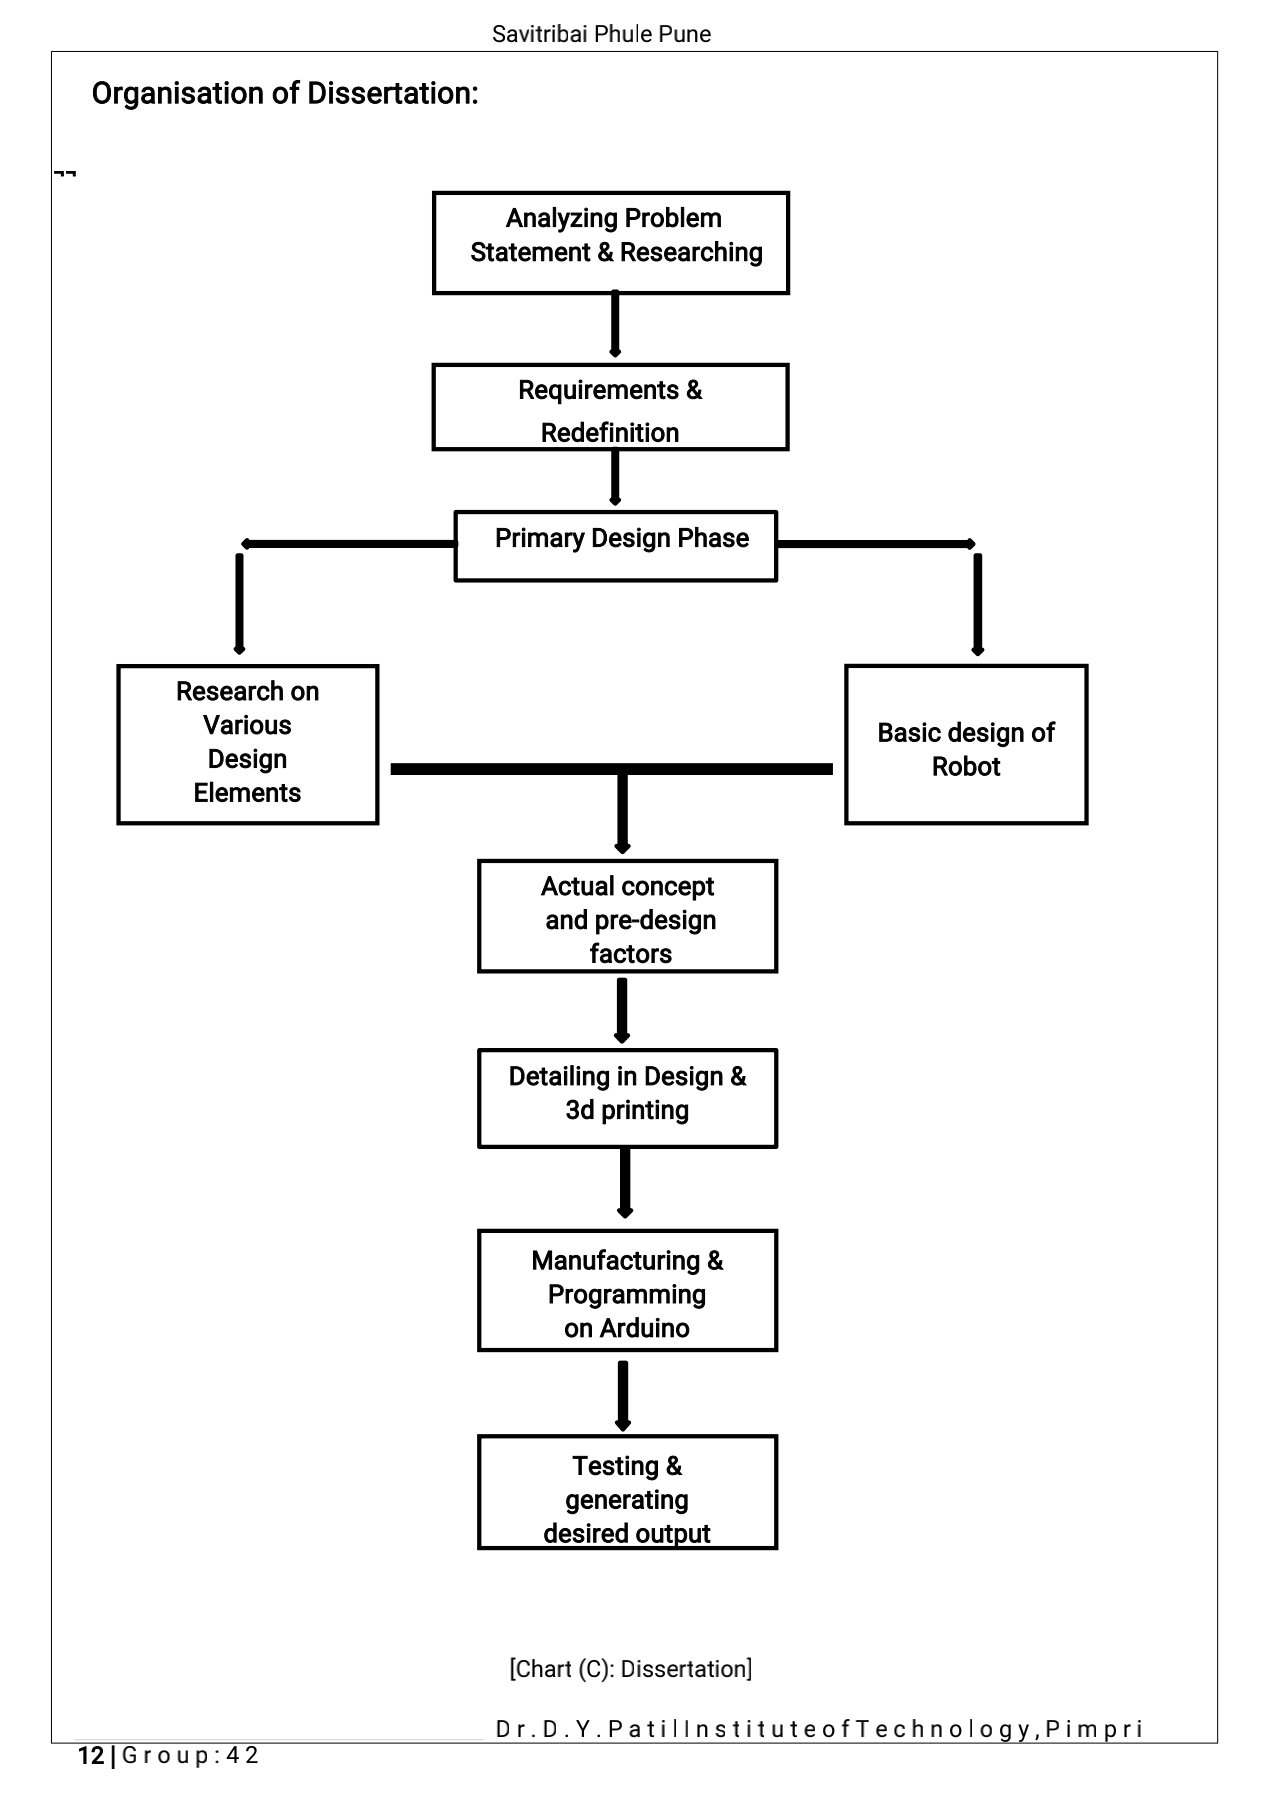 Savitribai Phule Pune
Organisation of Dissertation:
¬¬
Analyzing Problem
Statement & Researching
Requirements &
Redefinition
Primary Design Phase
Research on
Various
Design
Elements
Basic design of
Robot
Actual concept
and pre-design
factors
Detailing in Design &
3d printing
Manufacturing &
Programming
on Arduino
Testing &
generating
desired output
[Chart (C): Dissertation]
Dr.D.Y.PatilInstituteofTechnology,Pimpri
12|Group:42